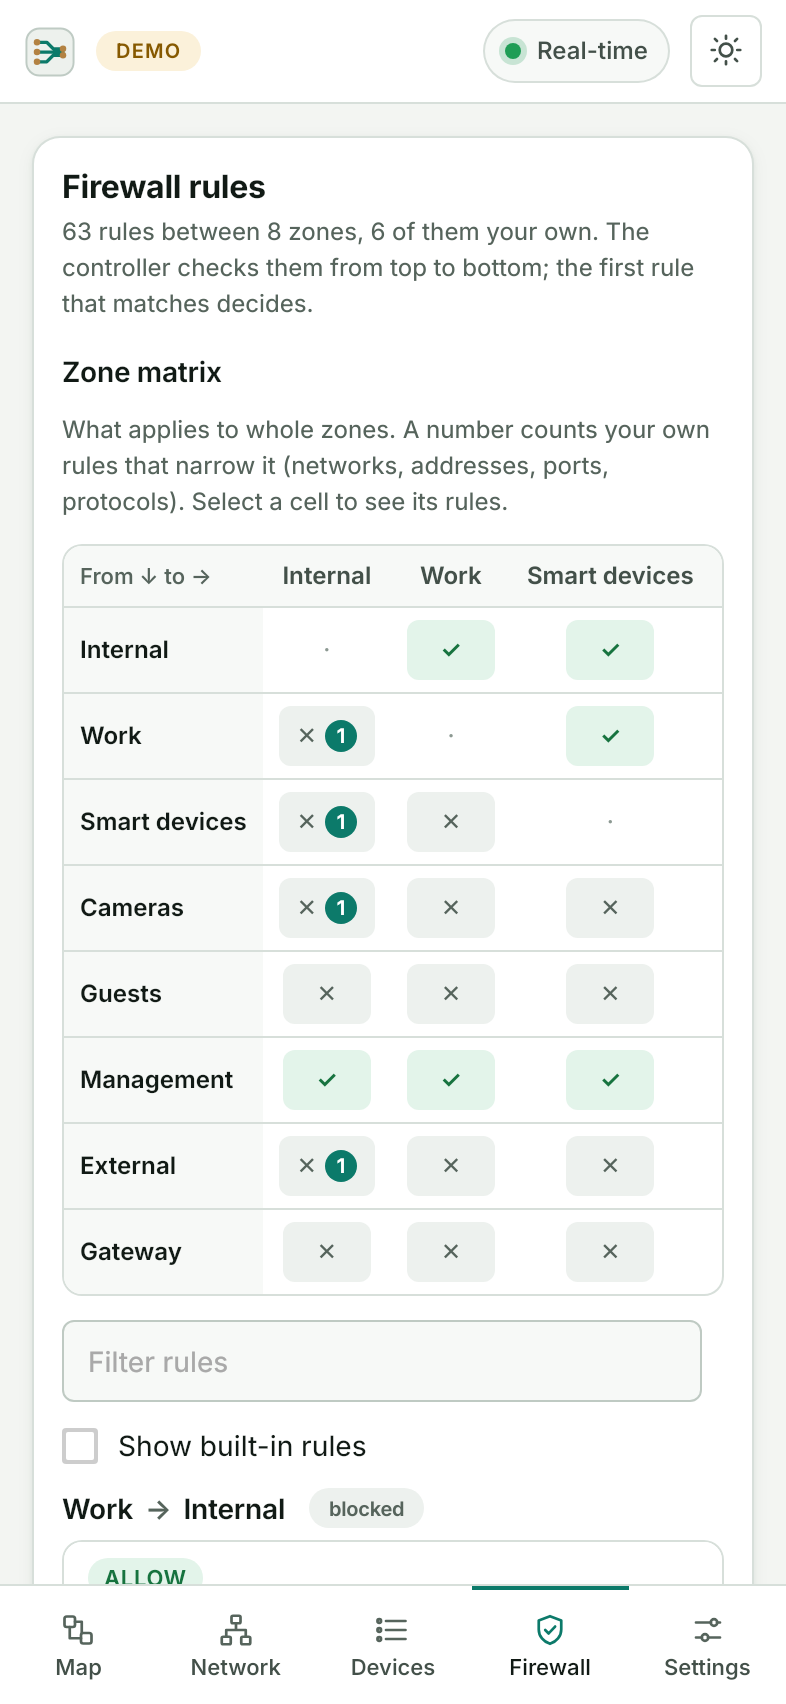 DEMO
Real-time
Firewall rules
63 rules between 8 zones, 6 of them your own. The
controller checks them from top to bottom; the first rule
that matches decides.
Zone matrix
What applies to whole zones. A number counts your own
rules that narrow it (networks, addresses, ports,
protocols). Select a cell to see its rules.
From ↓ to → Internal Work Smart devices
Internal · ✓ ✓
Work × 1 · ✓
Smart devices × 1 × ·
Cameras × 1 × ×
Guests × × ×
Management ✓ ✓ ✓
External × 1 × ×
Gateway × × ×
Filter rules
Show built-in rules
Work → Internal blocked
ALLOW
Map Network Devices Firewall Settings